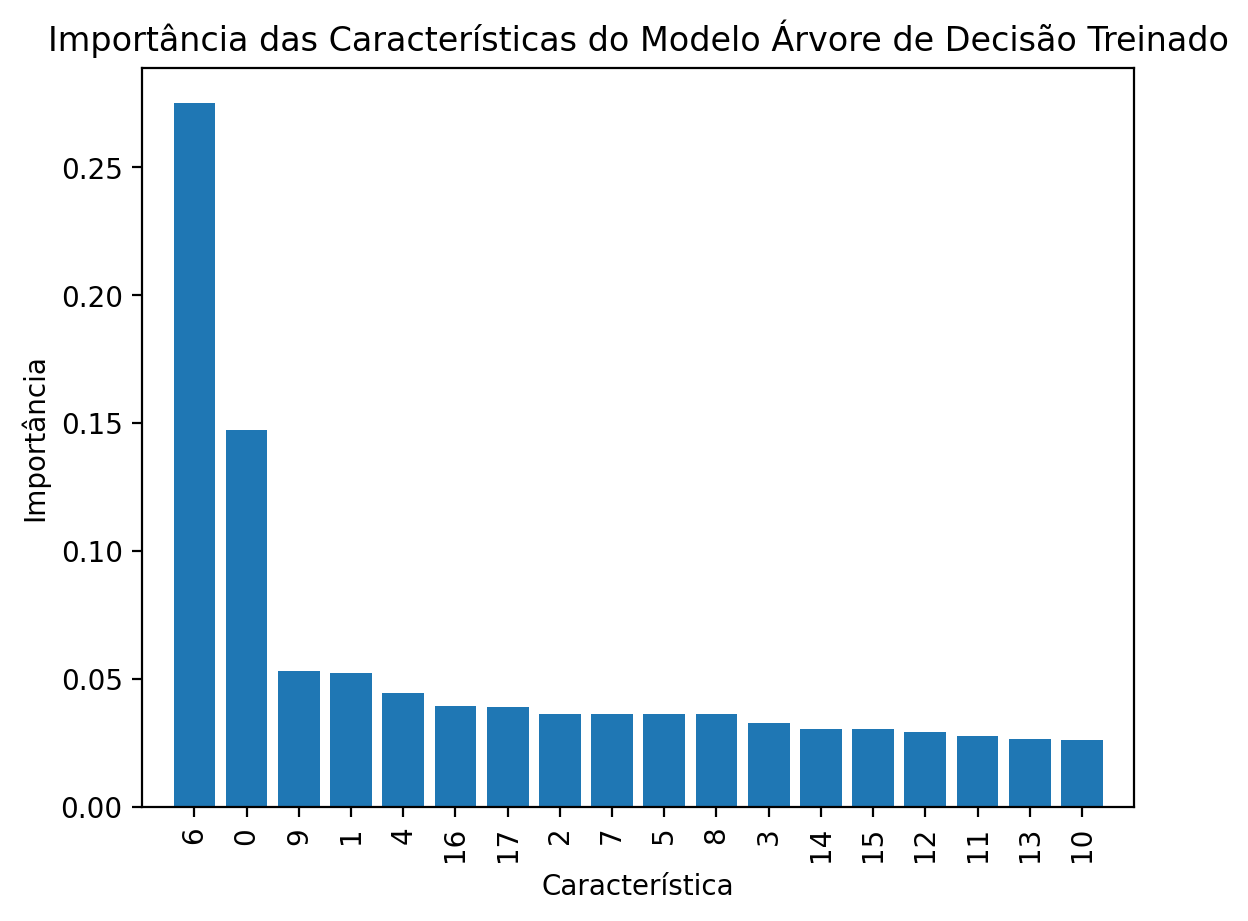 Importância das Características do Modelo Árvore de Decisão Treinado
0.25
0.20
0.15
0.10
0.05
0.00
Importância
6 0 9 1 4 16 17 2 7 5 8 3 14 15 12 11 13 10
Característica